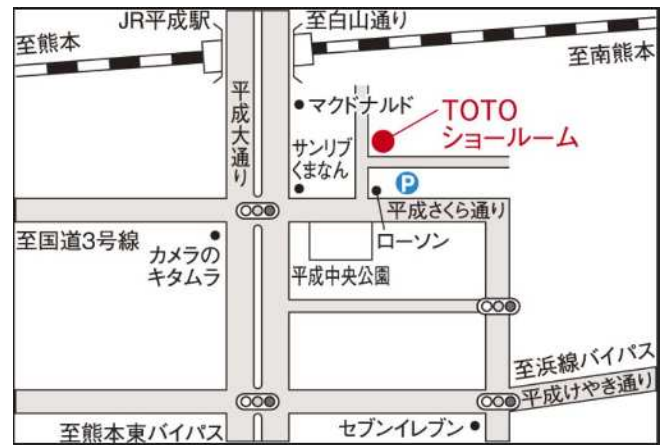 JR平成駅
至白山通り
至熊本
至南熊本
平成大通り
マクドナルド
TOTO
ショールーム
サンリブ
くまなん
P
平成さくら通り
至国道3号線
カメラの
キタムラ
ローソン
平成中央公園
至浜線バイパス
平成けやき通り
至熊本東バイパス
セブンイレブン